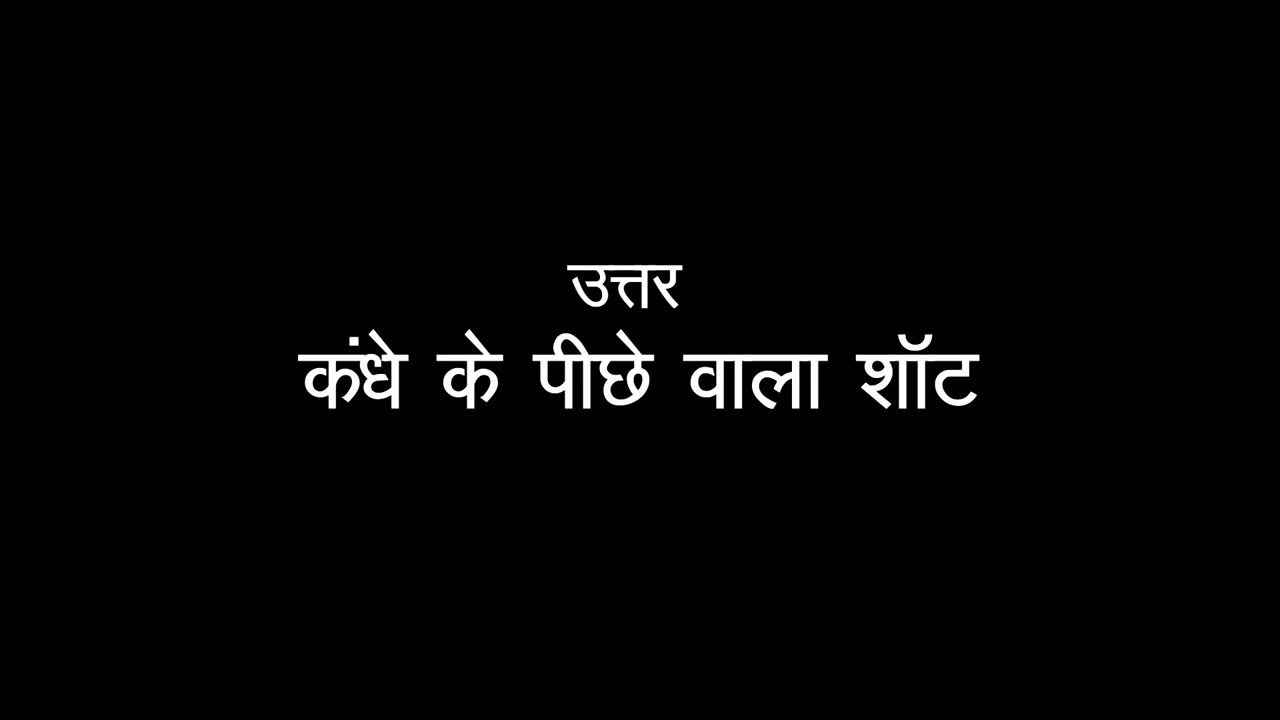 उत्तर
कंधे के पीछे वाला शॉट